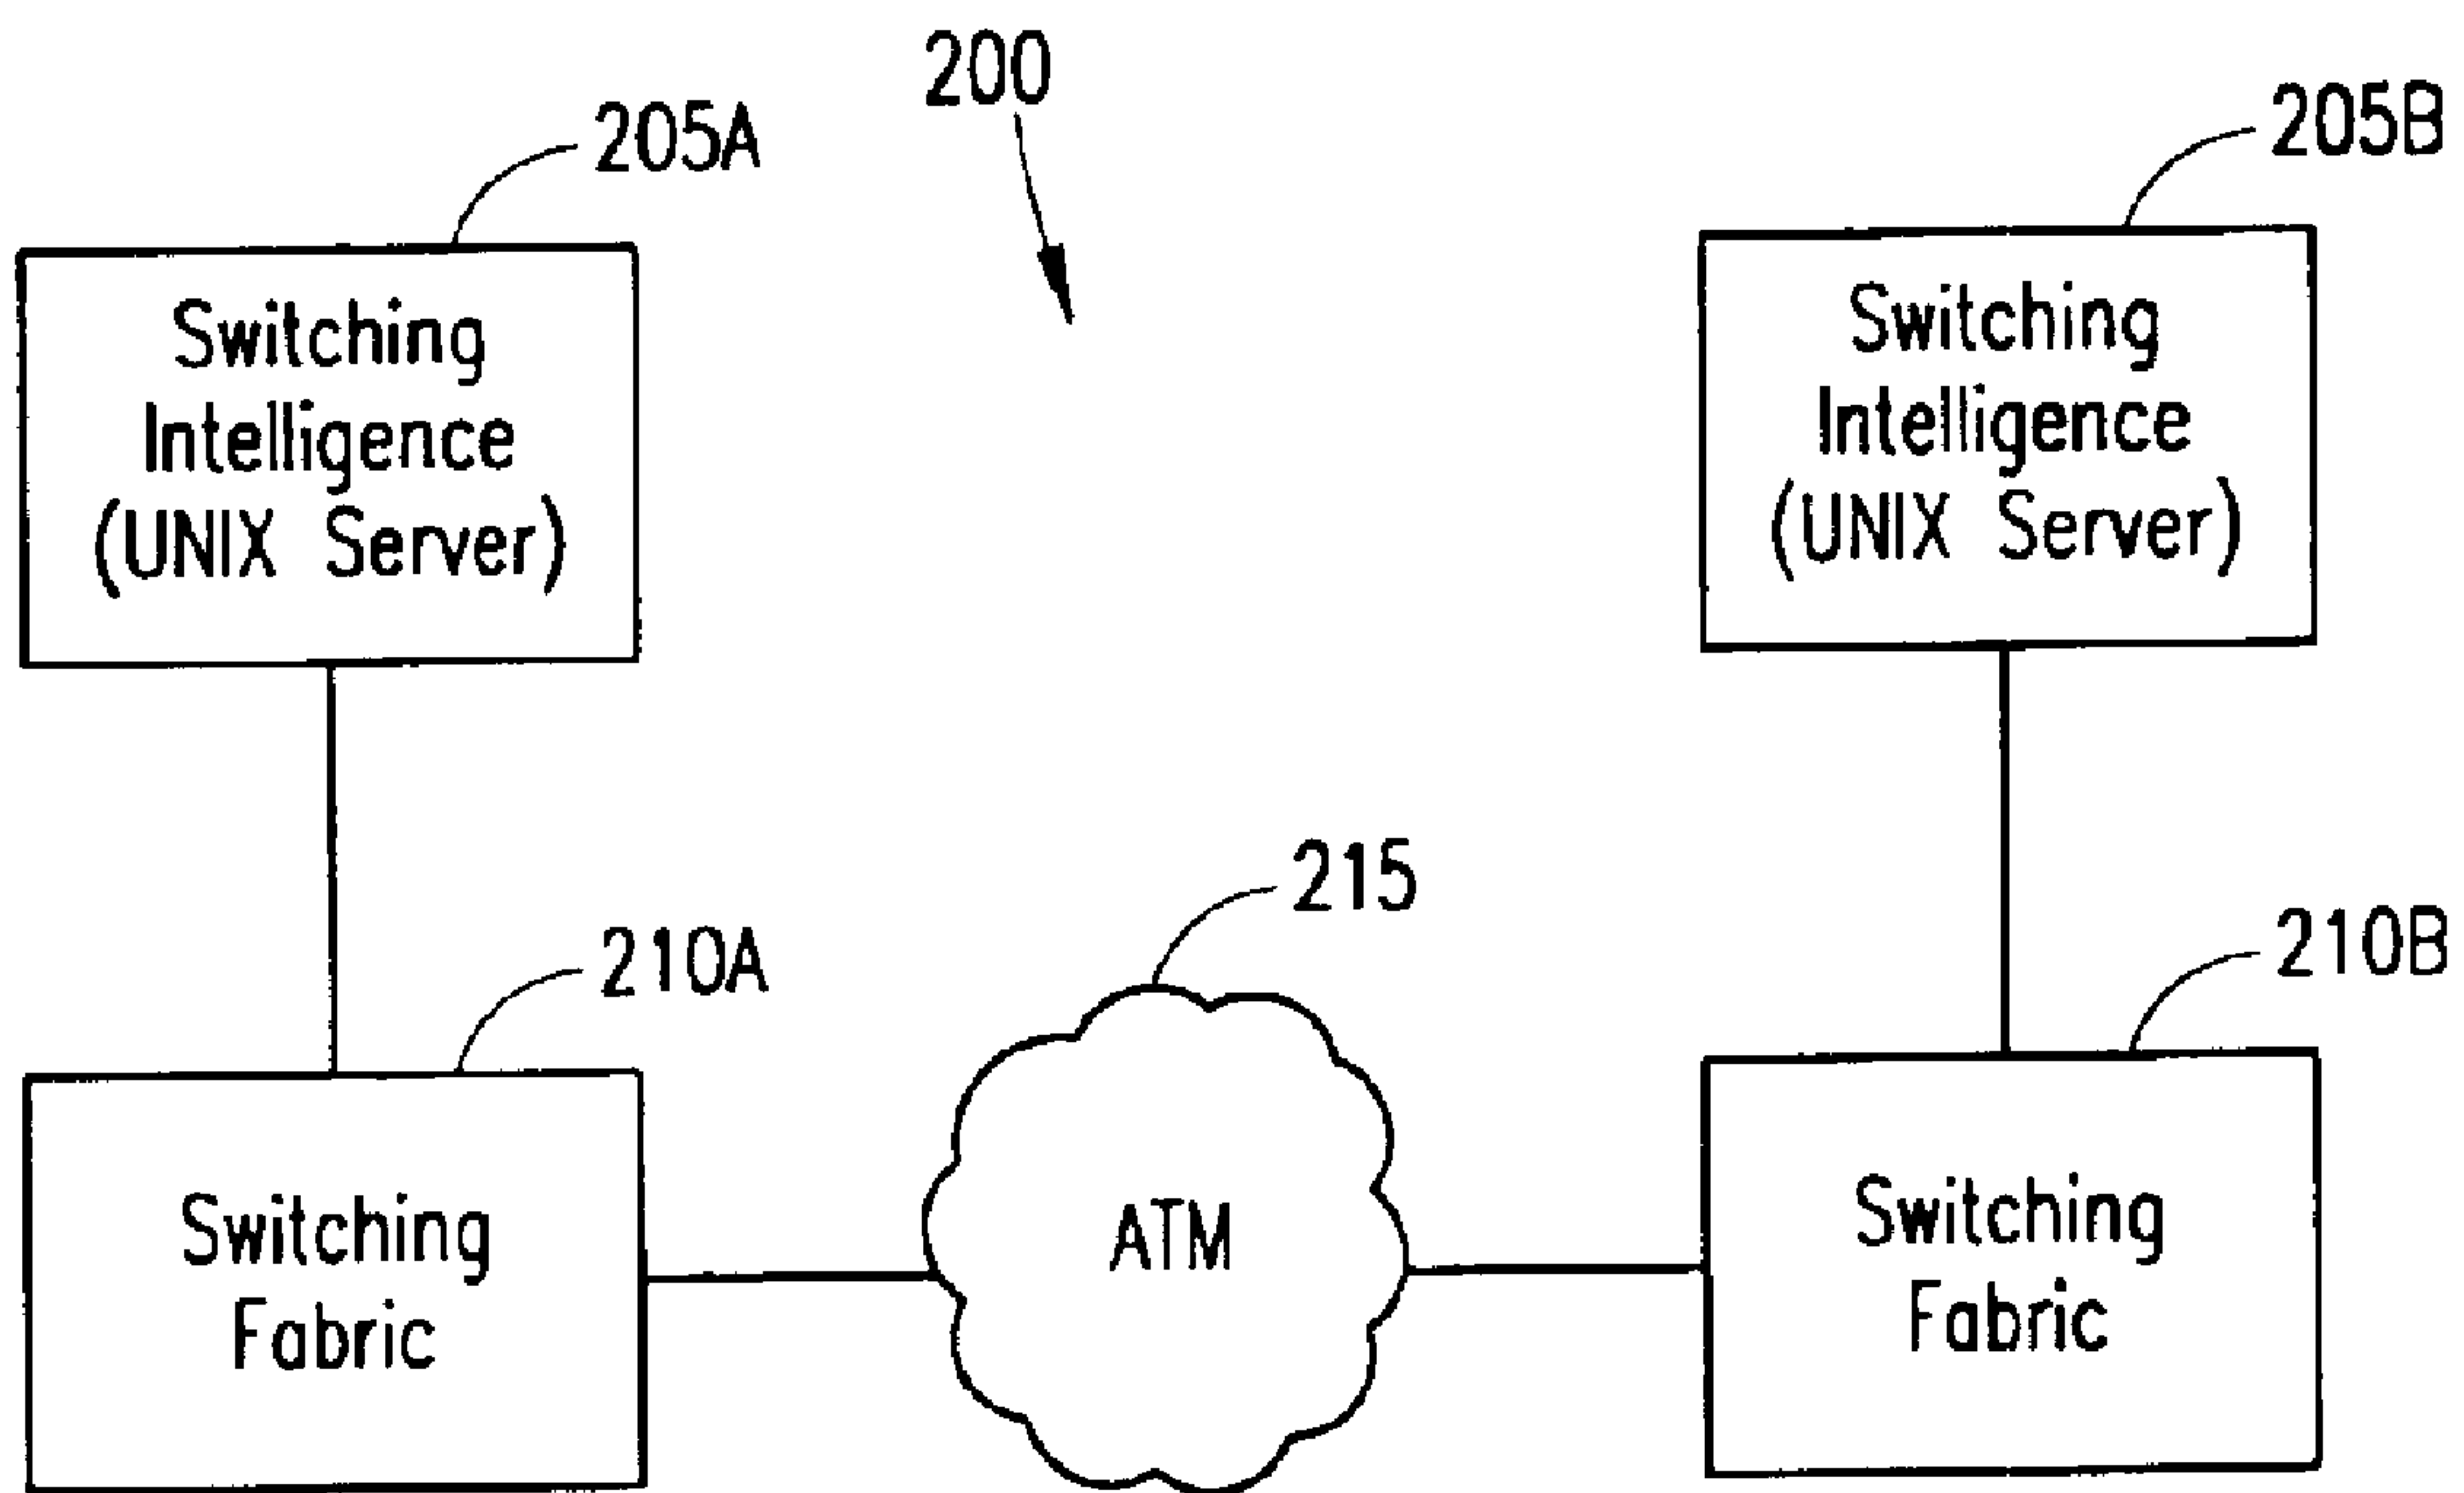 200
205A
205B
Switching
Intelligence
(UNIX Server)
Switching
Intelligence
(UNIX Server)
215
210A
210B
Switching
Fabric
ATM
Switching
Fabric